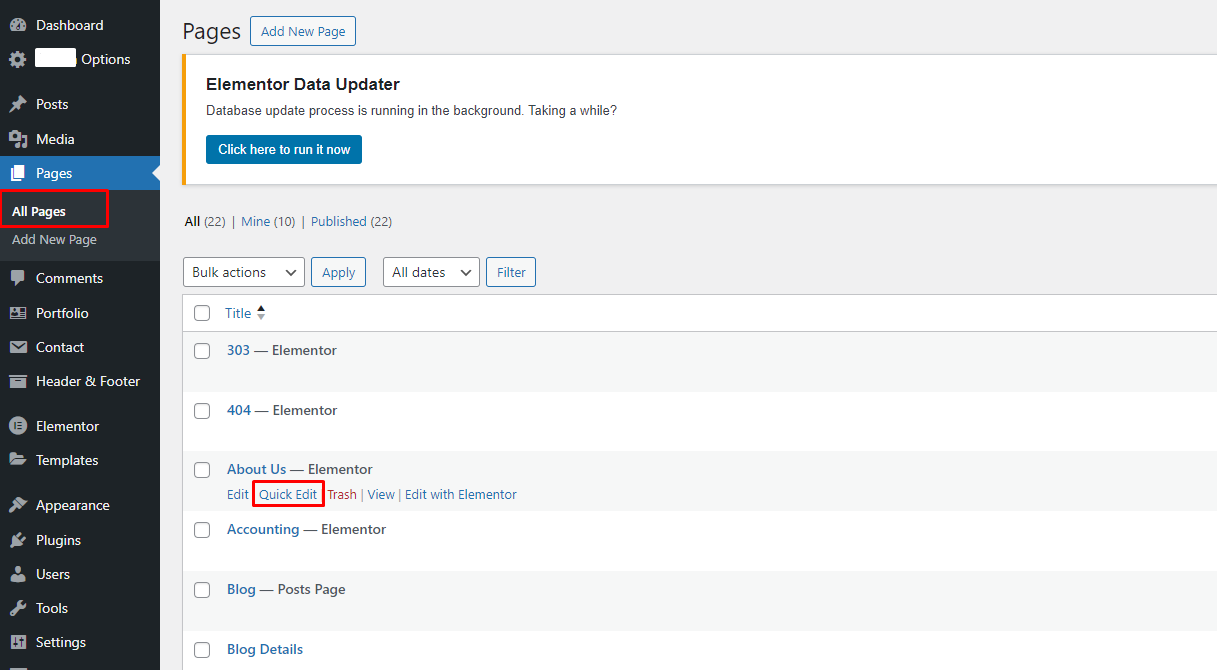 Dashboard
Options
Posts
Media
Pages
All Pages
Add New Page
Comments
Portfolio
Contact
Header & Footer
Elementor
Templates
Appearance
Plugins
Users
Tools
Settings
Pages Add New Page
Elementor Data Updater
Database update process is running in the background. Taking a while?
Click here to run it now
All (22) | Mine (10) | Published (22)
Bulk actions Apply All dates Filter
Title
303 — Elementor
404 — Elementor
About Us — Elementor
Edit Quick Edit Trash | View | Edit with Elementor
Accounting — Elementor
Blog — Posts Page
Blog Details